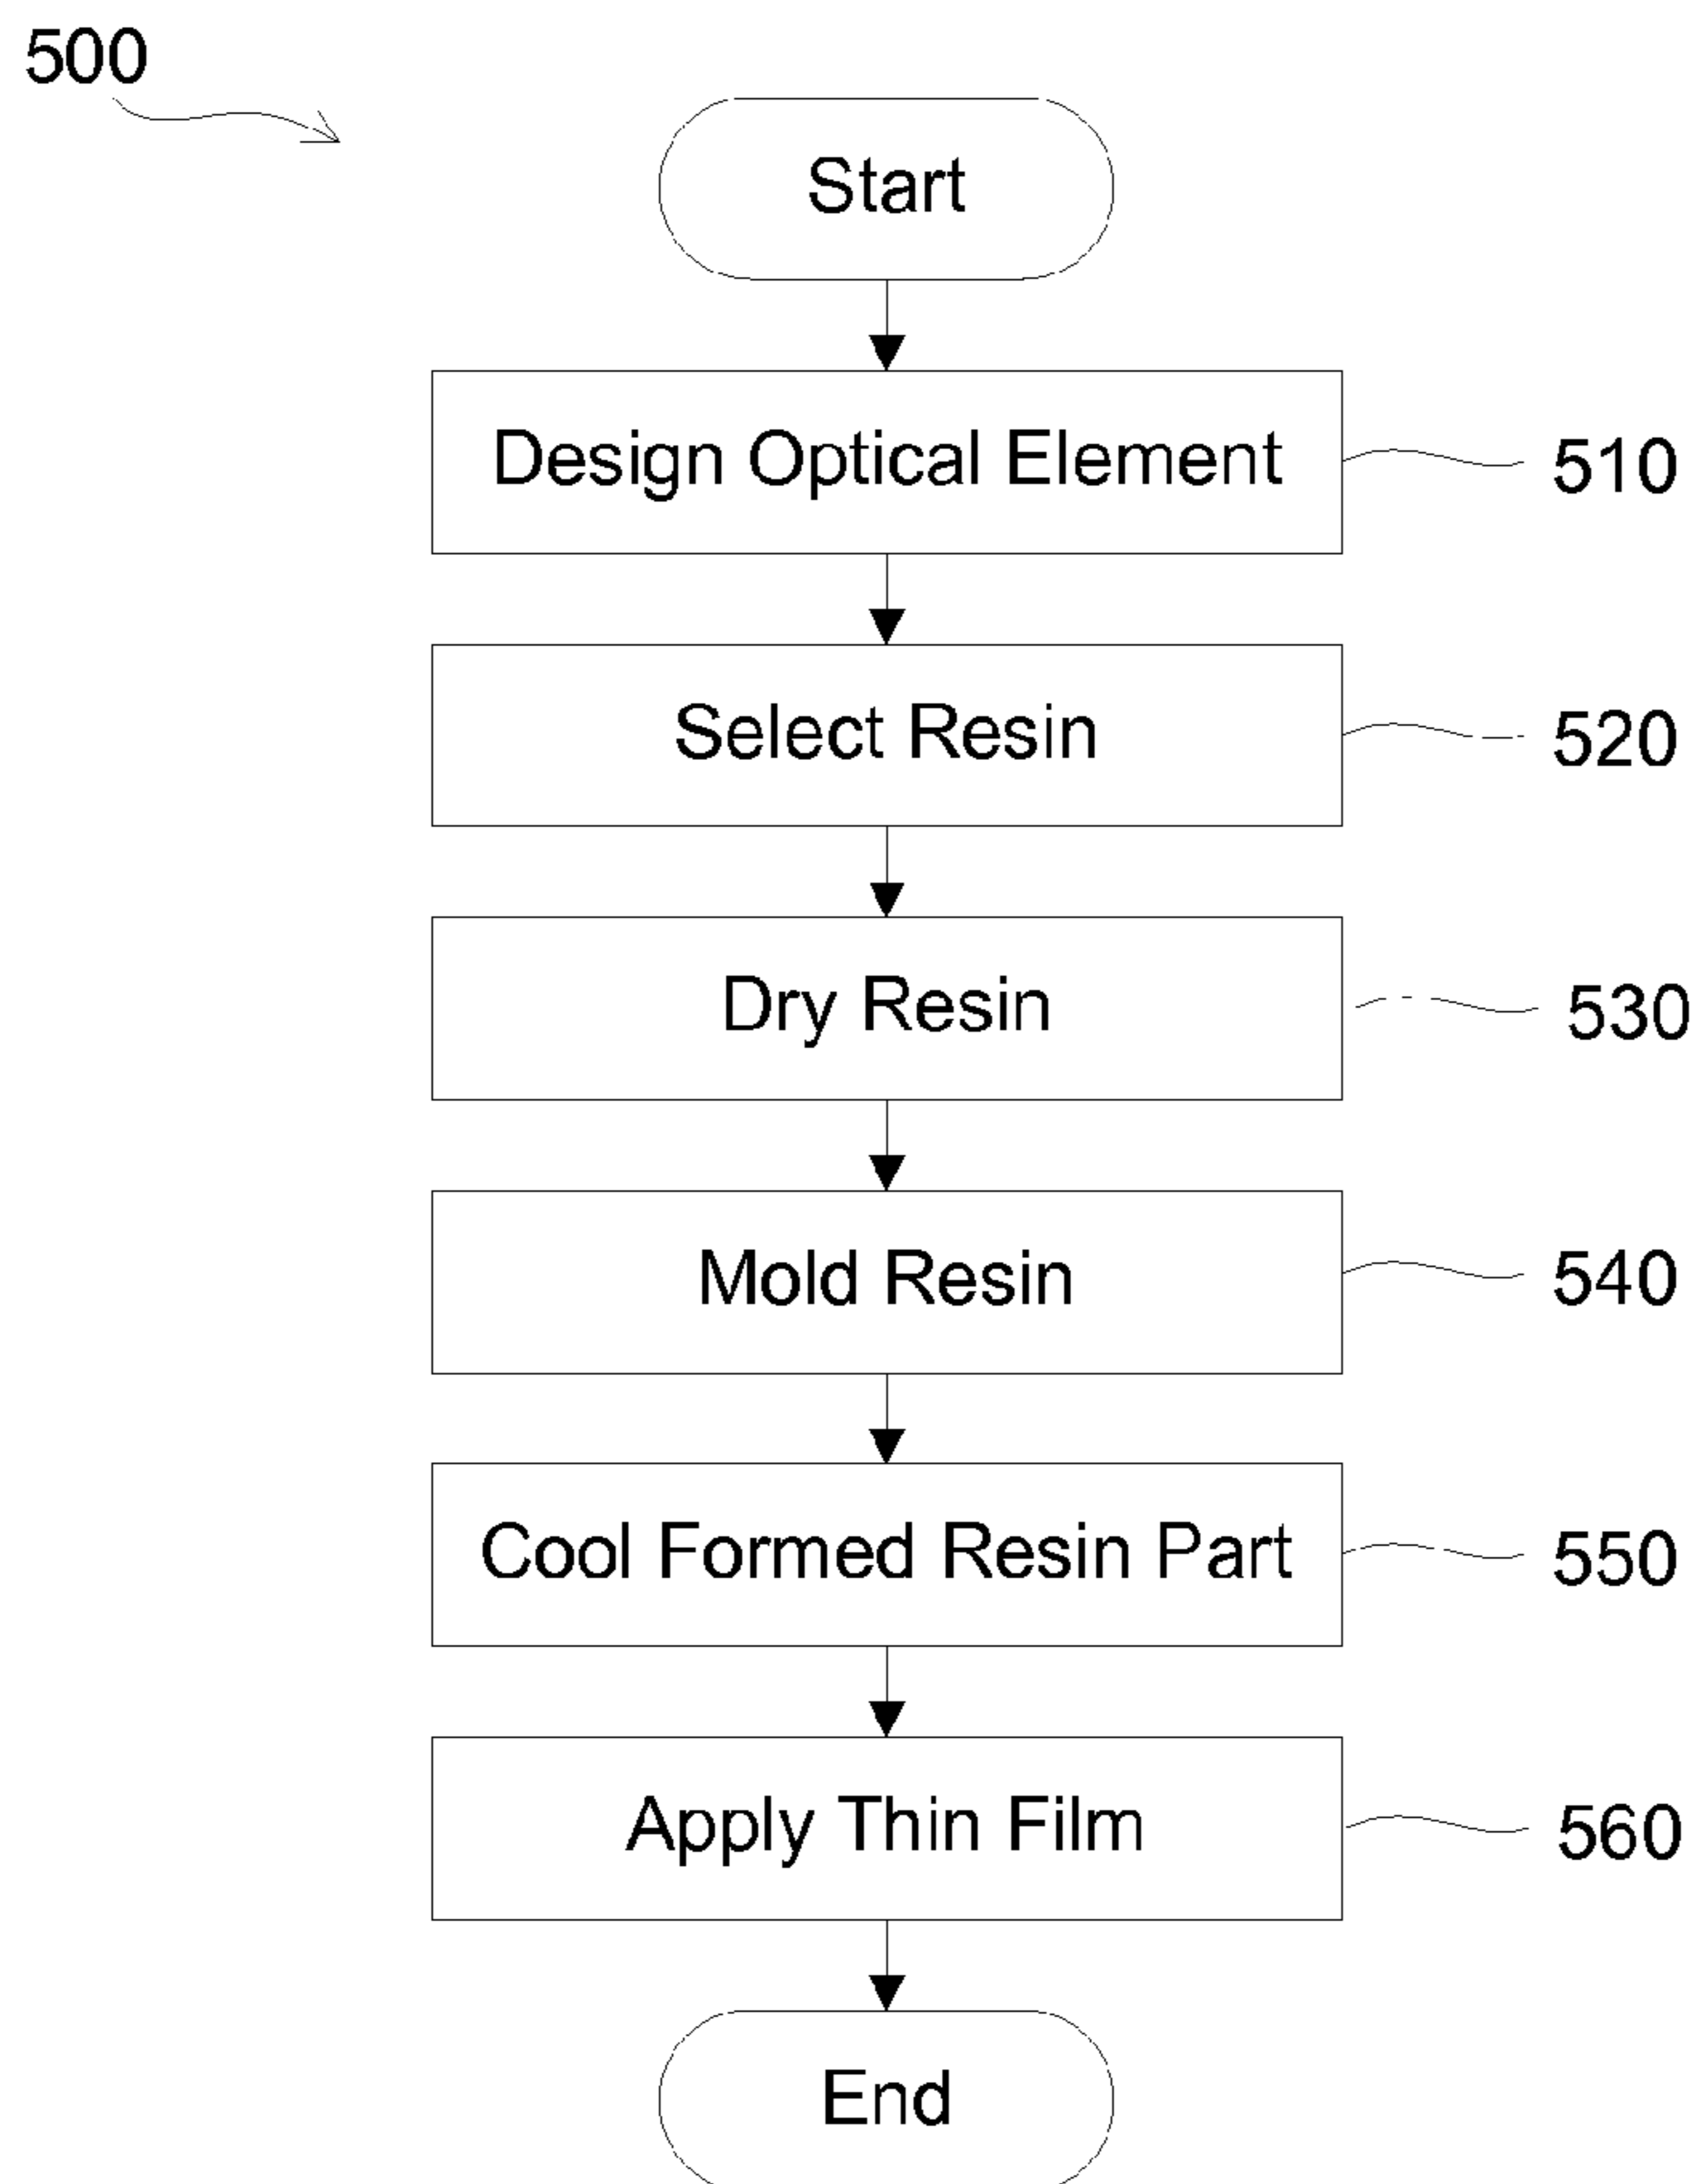 500
Start
Design Optical Element 510
Select Resin 520
Dry Resin 530
Mold Resin 540
Cool Formed Resin Part 550
Apply Thin Film 560
End